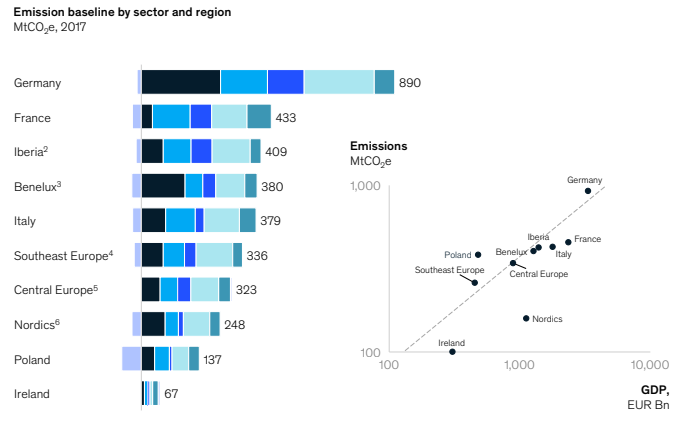 Emission baseline by sector and region
MtCO₂e, 2017
Germany 890
France 433
Iberia² 409
Benelux³ 380
Italy 379
Southeast Europe⁴ 336
Central Europe⁵ 323
Nordics⁶ 248
Poland 137
Ireland 67
Emissions
MtCO₂e
1,000
Germany
Iberia
France
Poland
Benelux
Italy
Southeast Europe
Central Europe
Nordics
Ireland
100
100 1,000 10,000
GDP,
EUR Bn